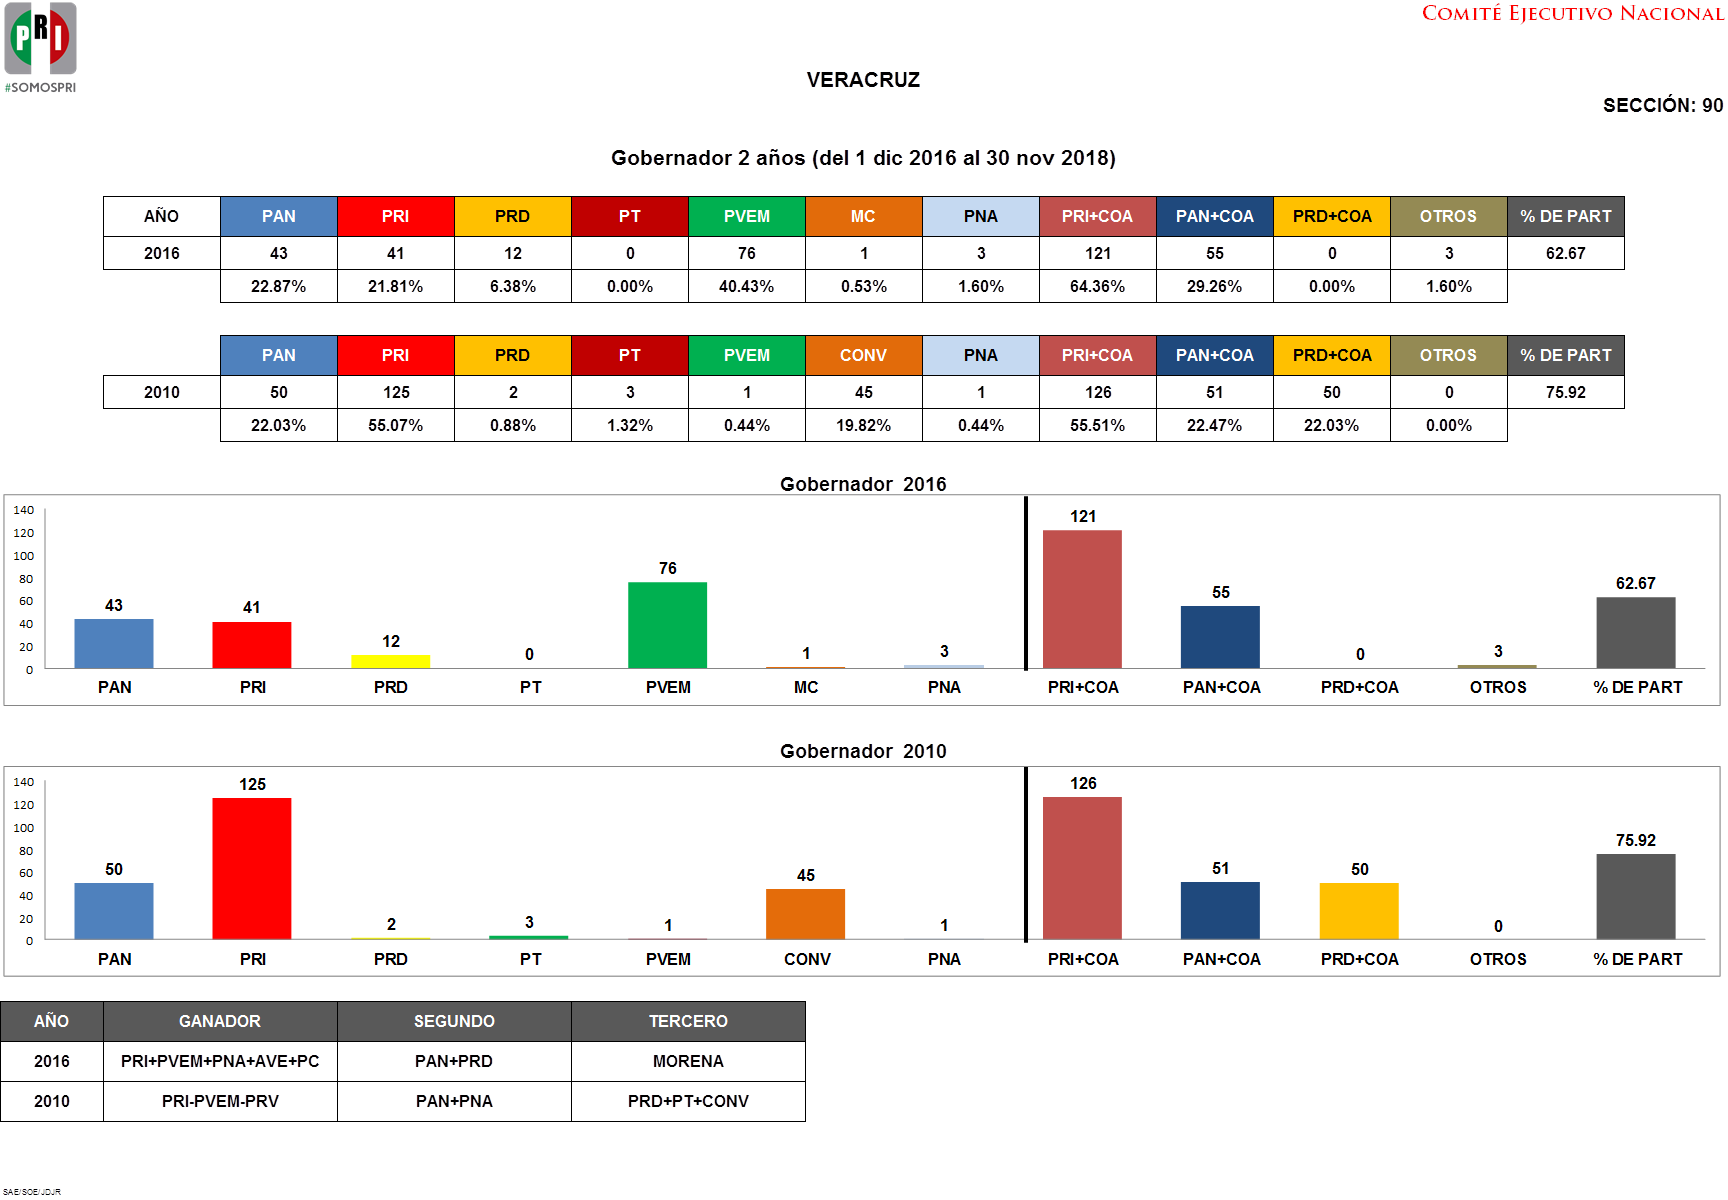 PRI
#SOMOSPRI
COMITÉ EJECUTIVO NACIONAL
VERACRUZ
SECCIÓN: 90
Gobernador 2 años (del 1 dic 2016 al 30 nov 2018)
AÑO PAN PRI PRD PT PVEM MC PNA PRI+COA PAN+COA PRD+COA OTROS % DE PART
2016 43 41 12 0 76 1 3 121 55 0 3 62.67
22.87% 21.81% 6.38% 0.00% 40.43% 0.53% 1.60% 64.36% 29.26% 0.00% 1.60%
PAN PRI PRD PT PVEM CONV PNA PRI+COA PAN+COA PRD+COA OTROS % DE PART
2010 50 125 2 3 1 45 1 126 51 50 0 75.92
22.03% 55.07% 0.88% 1.32% 0.44% 19.82% 0.44% 55.51% 22.47% 22.03% 0.00%
Gobernador 2016
140
120
100
80
60
40
20
0
43 41 12 0 76 1 3 121 55 0 3 62.67
PAN PRI PRD PT PVEM MC PNA PRI+COA PAN+COA PRD+COA OTROS % DE PART
Gobernador 2010
140
120
100
80
60
40
20
0
50 125 2 3 1 45 1 126 51 50 0 75.92
PAN PRI PRD PT PVEM CONV PNA PRI+COA PAN+COA PRD+COA OTROS % DE PART
AÑO GANADOR SEGUNDO TERCERO
2016 PRI+PVEM+PNA+AVE+PC PAN+PRD MORENA
2010 PRI-PVEM-PRV PAN+PNA PRD+PT+CONV
SAE/SOE/JDJR